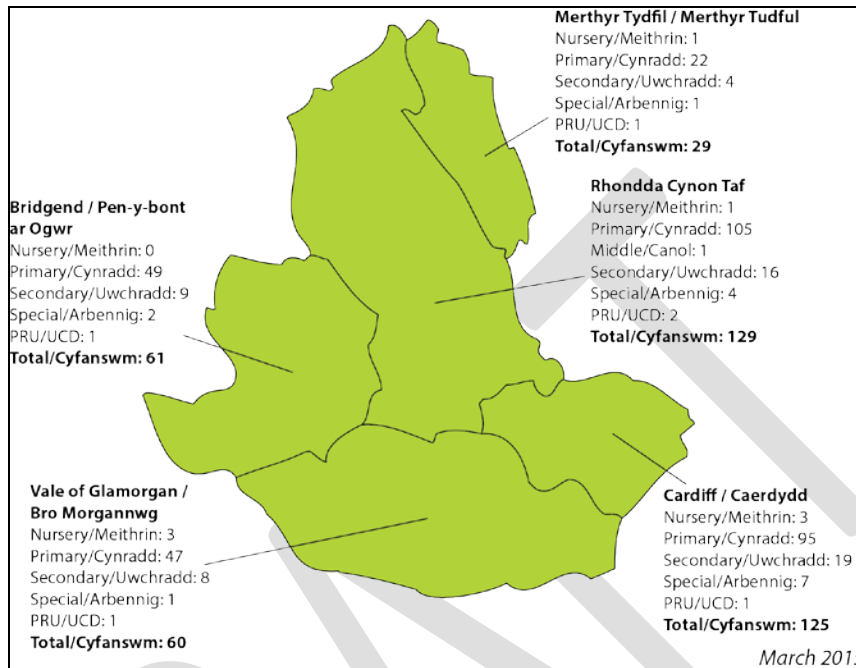 Merthyr Tydfil / Merthyr Tudful
Nursery/Meithrin: 1
Primary/Cynradd: 22
Secondary/Uwchradd: 4
Special/Arbennig: 1
PRU/UCD: 1
Total/Cyfanswm: 29
Rhondda Cynon Taf
Nursery/Meithrin: 1
Primary/Cynradd: 105
Middle/Canol: 1
Secondary/Uwchradd: 16
Special/Arbennig: 4
PRU/UCD: 2
Total/Cyfanswm: 129
Bridgend / Pen-y-bont
ar Ogwr
Nursery/Meithrin: 0
Primary/Cynradd: 49
Secondary/Uwchradd: 9
Special/Arbennig: 2
PRU/UCD: 1
Total/Cyfanswm: 61
Vale of Glamorgan /
Bro Morgannwg
Nursery/Meithrin: 3
Primary/Cynradd: 47
Secondary/Uwchradd: 8
Special/Arbennig: 1
PRU/UCD: 1
Total/Cyfanswm: 60
Cardiff / Caerdydd
Nursery/Meithrin: 3
Primary/Cynradd: 95
Secondary/Uwchradd: 19
Special/Arbennig: 7
PRU/UCD: 1
Total/Cyfanswm: 125
March